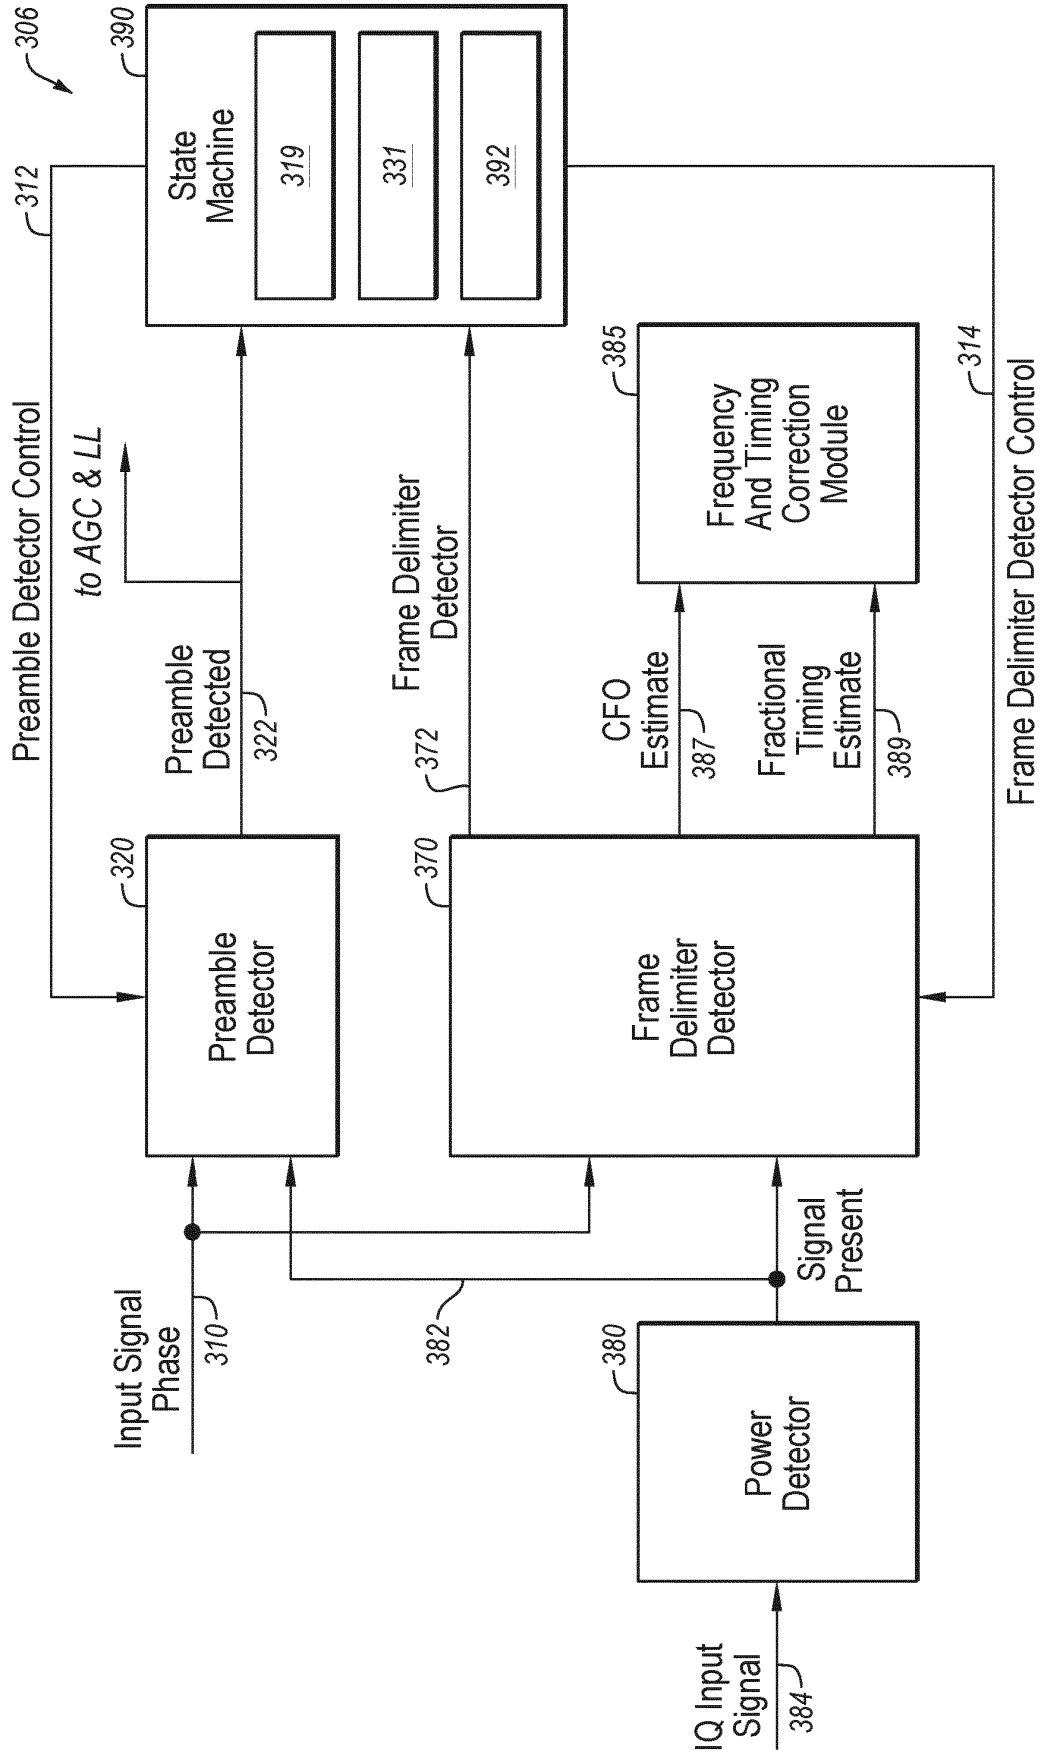 306
312
Preamble Detector Control
to AGC & LL
390
State
Machine
319
331
392
Preamble
Detected
322
320
Preamble
Detector
Input Signal
Phase
310
Frame Delimiter
Detector
372
370
Frame
Delimiter
Detector
382
385
Frequency
And Timing
Correction
Module
CFO
Estimate
387
Fractional
Timing
Estimate
389
Signal
Present
380
Power
Detector
IQ Input
Signal
384
314
Frame Delimiter Detector Control